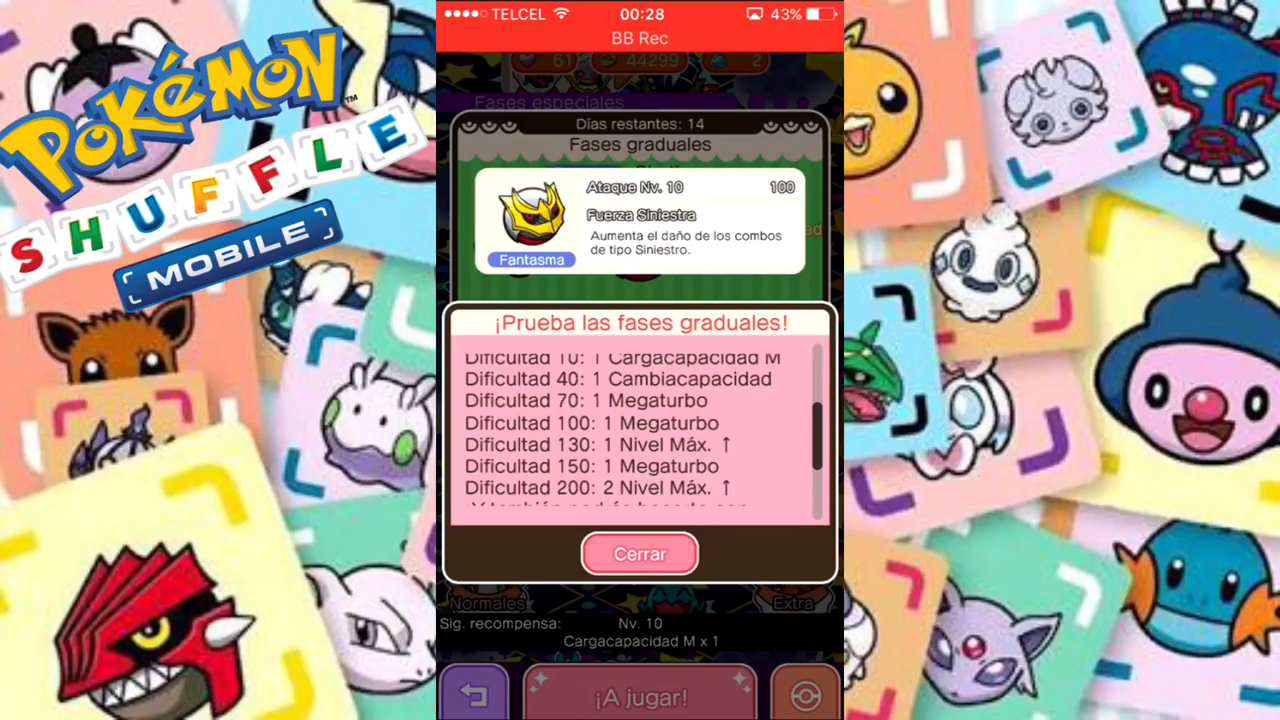 POKéMON
SHUFFLE
MOBILE
TELCEL 00:28 43%
BB Rec
61 44299 2
Fases especiales
Días restantes: 14
Fases graduales
Ataque Nv. 10 100
Fuerza Siniestra
Aumenta el daño de los combos
de tipo Siniestro.
Fantasma
¡Prueba las fases graduales!
Dificultad 10: 1 Cargacapacidad M
Dificultad 40: 1 Cambiacapacidad
Dificultad 70: 1 Megaturbo
Dificultad 100: 1 Megaturbo
Dificultad 130: 1 Nivel Máx. ↑
Dificultad 150: 1 Megaturbo
Dificultad 200: 2 Nivel Máx. ↑
Cerrar
Normales Extra
Sig. recompensa: Nv. 10
Cargacapacidad M x 1
¡A jugar!